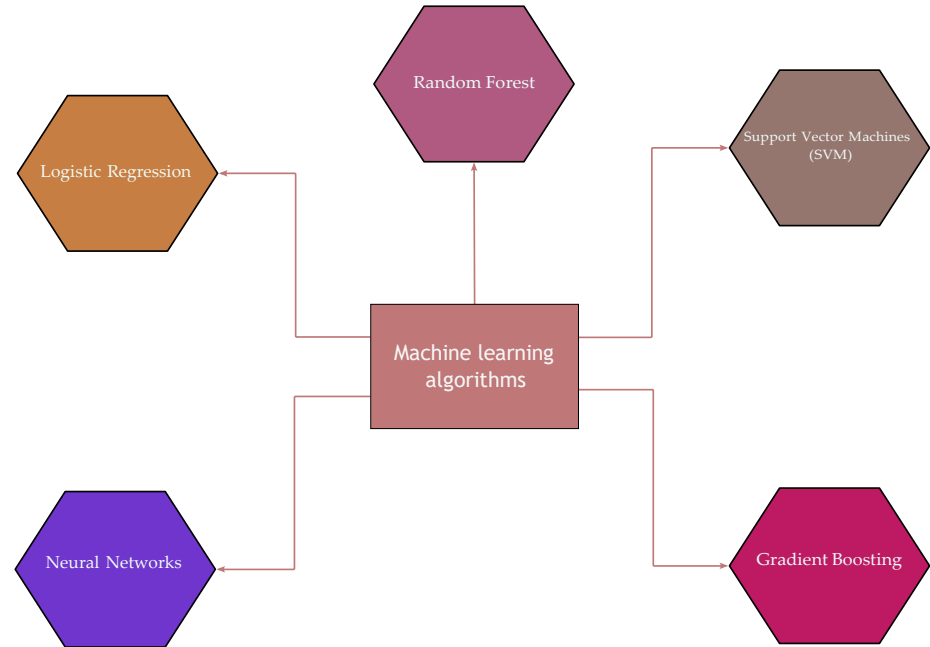 Random Forest
Support Vector Machines
(SVM)
Logistic Regression
Machine learning
algorithms
Neural Networks
Gradient Boosting